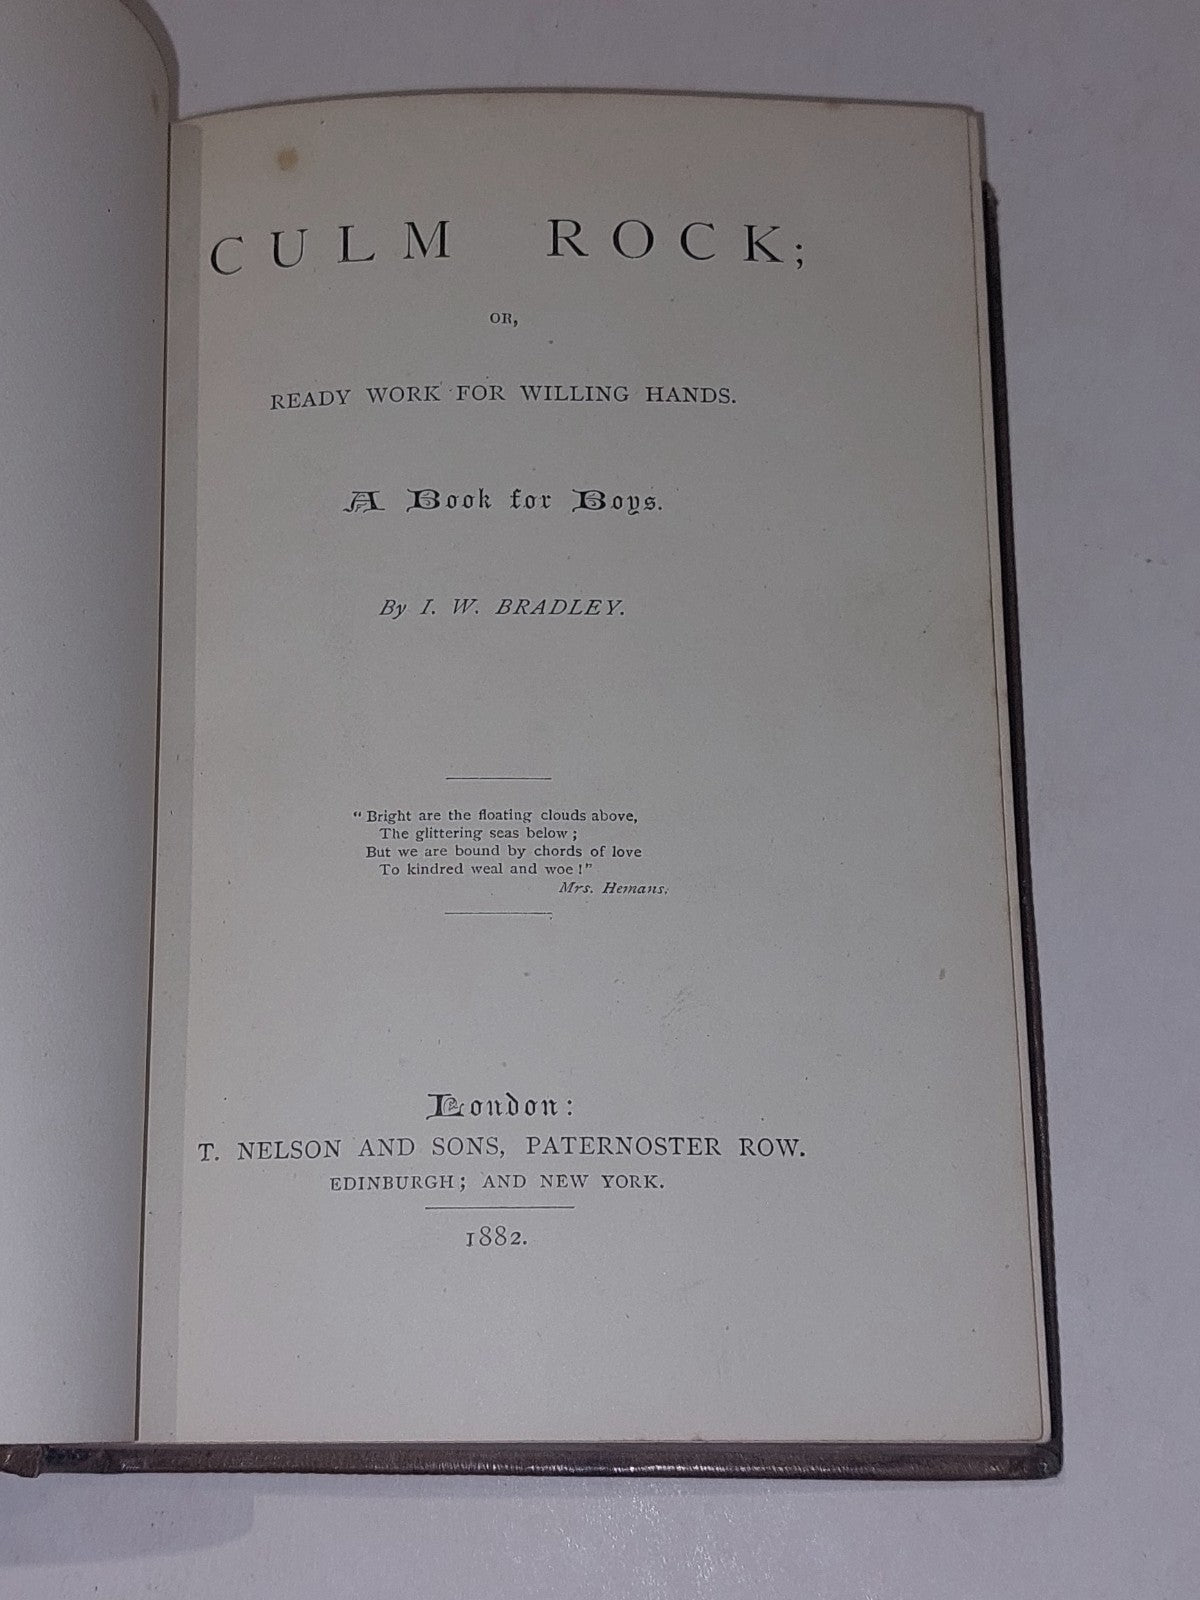 CULM ROCK;
OR,
READY WORK FOR WILLING HANDS.
A Book for Boys.
By I. W. BRADLEY.
"Bright are the floating clouds above,
The glittering seas below;
But we are bound by chords of love
To kindred weal and woe!"
Mrs. Hemans.
London:
T. NELSON AND SONS, PATERNOSTER ROW.
EDINBURGH; AND NEW YORK.
1882.